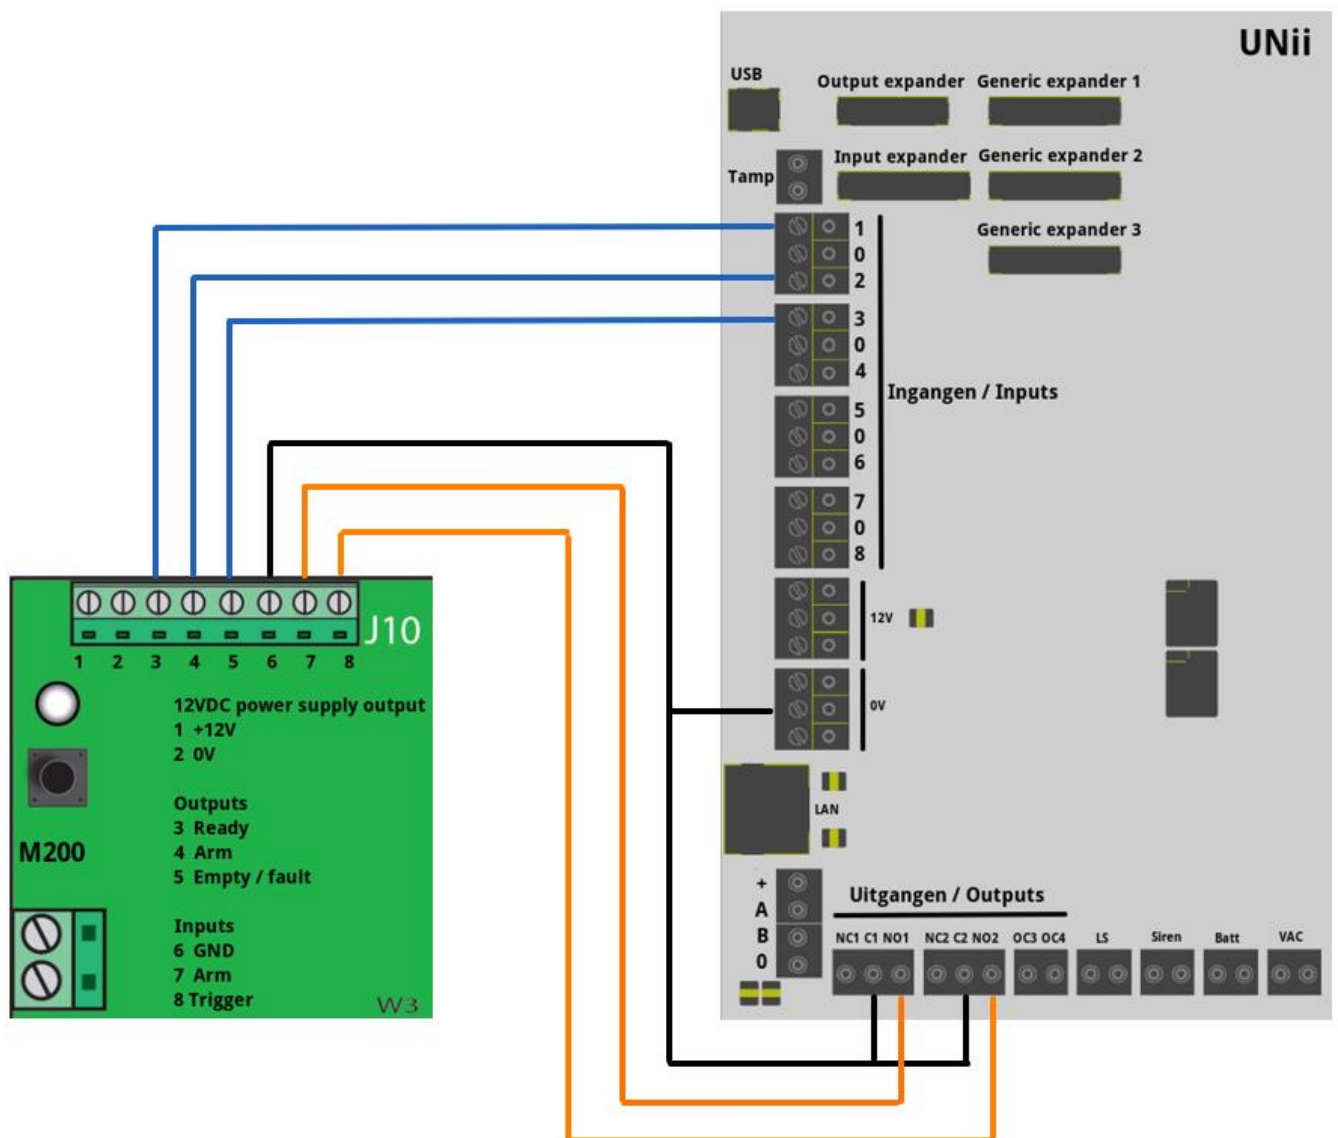 UNii
USB
Output expander
Generic expander 1
Input expander
Generic expander 2
Tamp
Generic expander 3
1
0
2
3
0
4
Ingangen / Inputs
5
0
6
7
0
8
12V
0V
LAN
+
A
B
0
Uitgangen / Outputs
NC1 C1 NO1
NC2 C2 NO2
OC3 OC4
LS
Siren
Batt
VAC
J10
1 2 3 4 5 6 7 8
12VDC power supply output
1 +12V
2 0V
Outputs
3 Ready
4 Arm
5 Empty / fault
M200
Inputs
6 GND
7 Arm
8 Trigger
W3